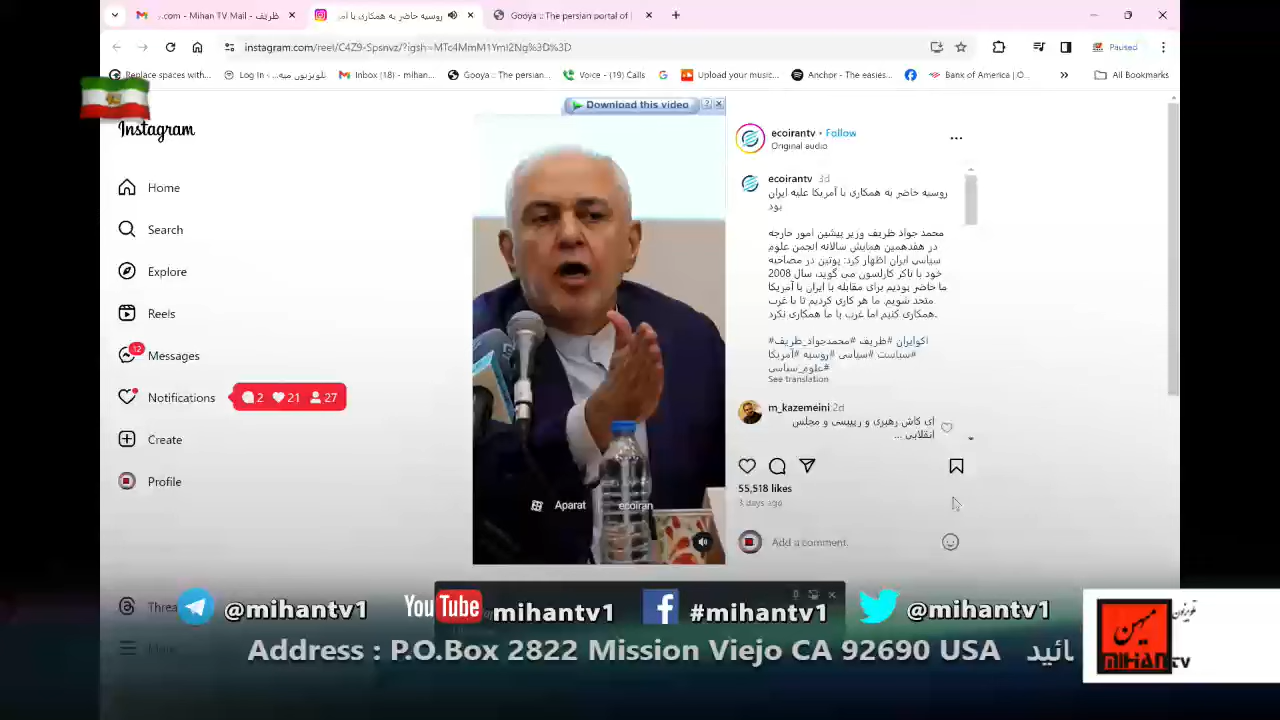 ظریف - Mihan TV Mail - com...
روسیه حاضر به همکاری با آمر
Gooya :: The persian portal of
instagram.com/reel/C4Z9-Spsnvz/?igsh=MTc4MmM1YmI2Ng%3D%3D
Paused
Replace spaces with...
Log In ‹ تلویزیون میه...
Inbox (18) - mihan...
Gooya :: The persian...
Voice - (19) Calls
Upload your music...
Anchor - The easies...
Bank of America | O...
»
All Bookmarks
Instagram
Download this video
Home
Search
Explore
Reels
12
Messages
Notifications
2 21 27
Create
Profile
Aparat
ecoiran
ecoirantv • Follow
Original audio
ecoirantv 3d
روسیه حاضر به همکاری با آمریکا علیه ایران
بود
محمد جواد ظریف وزیر پیشین امور خارجه
در هفدهمین همایش سالانه انجمن علوم
سیاسی ایران اظهار کرد: پوتین در مصاحبه
خود با تاکر کارلسون می گوید، سال 2008
ما حاضر بودیم برای مقابله با ایران با آمریکا
متحد شویم. ما هر کاری کردیم تا با غرب
همکاری کنیم اما غرب با ما همکاری نکرد.
#اکوایران #ظریف #محمدجواد_ظریف
#سیاست #سیاسی #روسیه #آمریکا
#علوم_سیاسی
See translation
m_kazemeini 2d
ای کاش رهبری و رییسی و مجلس
انقلابی ...
55,518 likes
3 days ago
Add a comment
Threa
More
@mihantv1
YouTube mihantv1
#mihantv1
@mihantv1
Address : P.O.Box 2822 Mission Viejo CA 92690 USA
ائید
تلویزیون
میهن
MIHAN TV